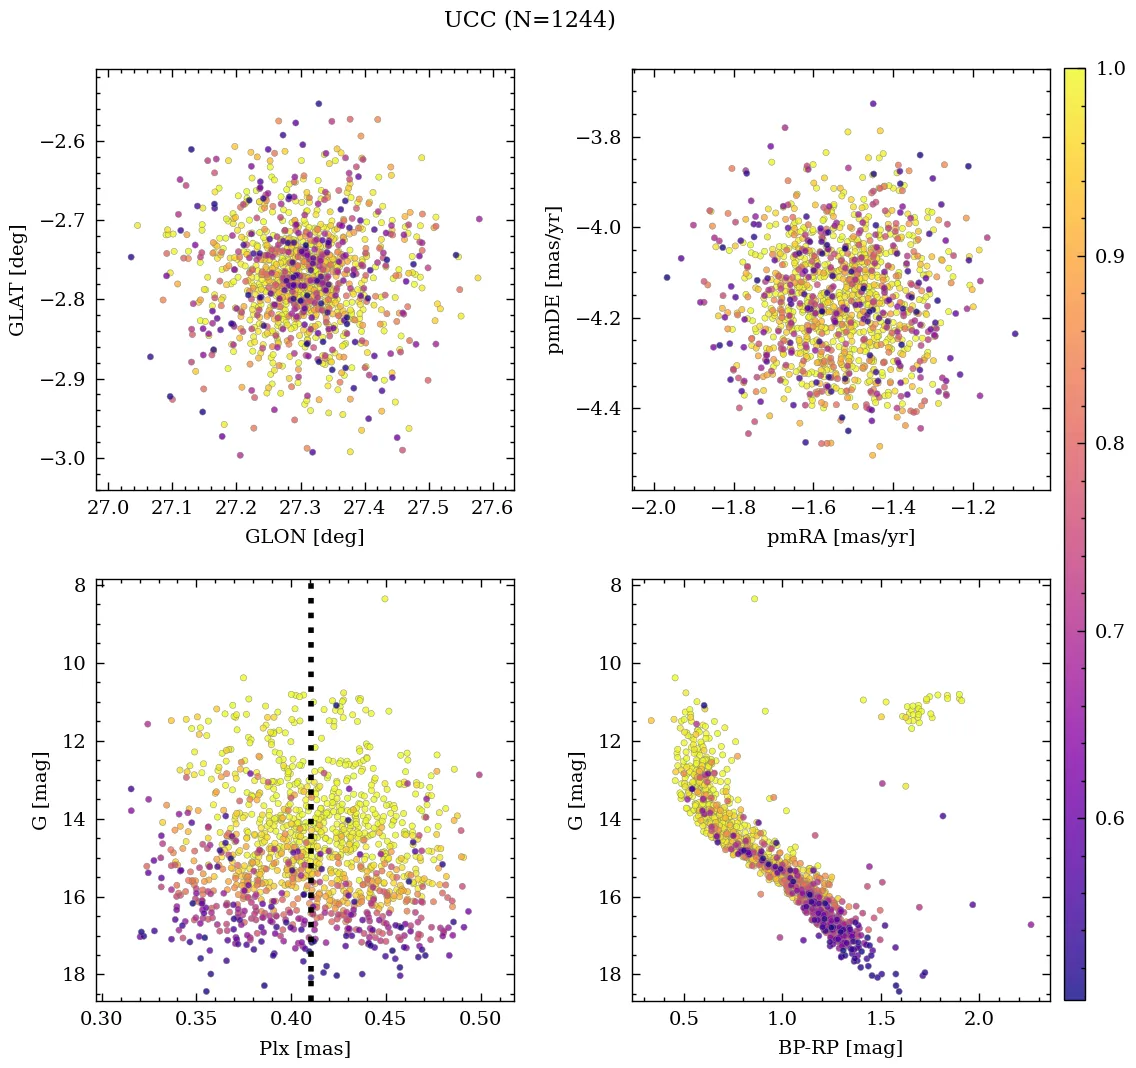 UCC (N=1244)
−2.6
−2.7
−2.8
−2.9
−3.0
GLAT [deg]
27.0 27.1 27.2 27.3 27.4 27.5 27.6
GLON [deg]
−3.8
−4.0
−4.2
−4.4
pmDE [mas/yr]
−2.0 −1.8 −1.6 −1.4 −1.2
pmRA [mas/yr]
1.0
0.9
0.8
0.7
0.6
8
10
12
14
16
18
G [mag]
0.30 0.35 0.40 0.45 0.50
Plx [mas]
8
10
12
14
16
18
G [mag]
0.5 1.0 1.5 2.0
BP-RP [mag]